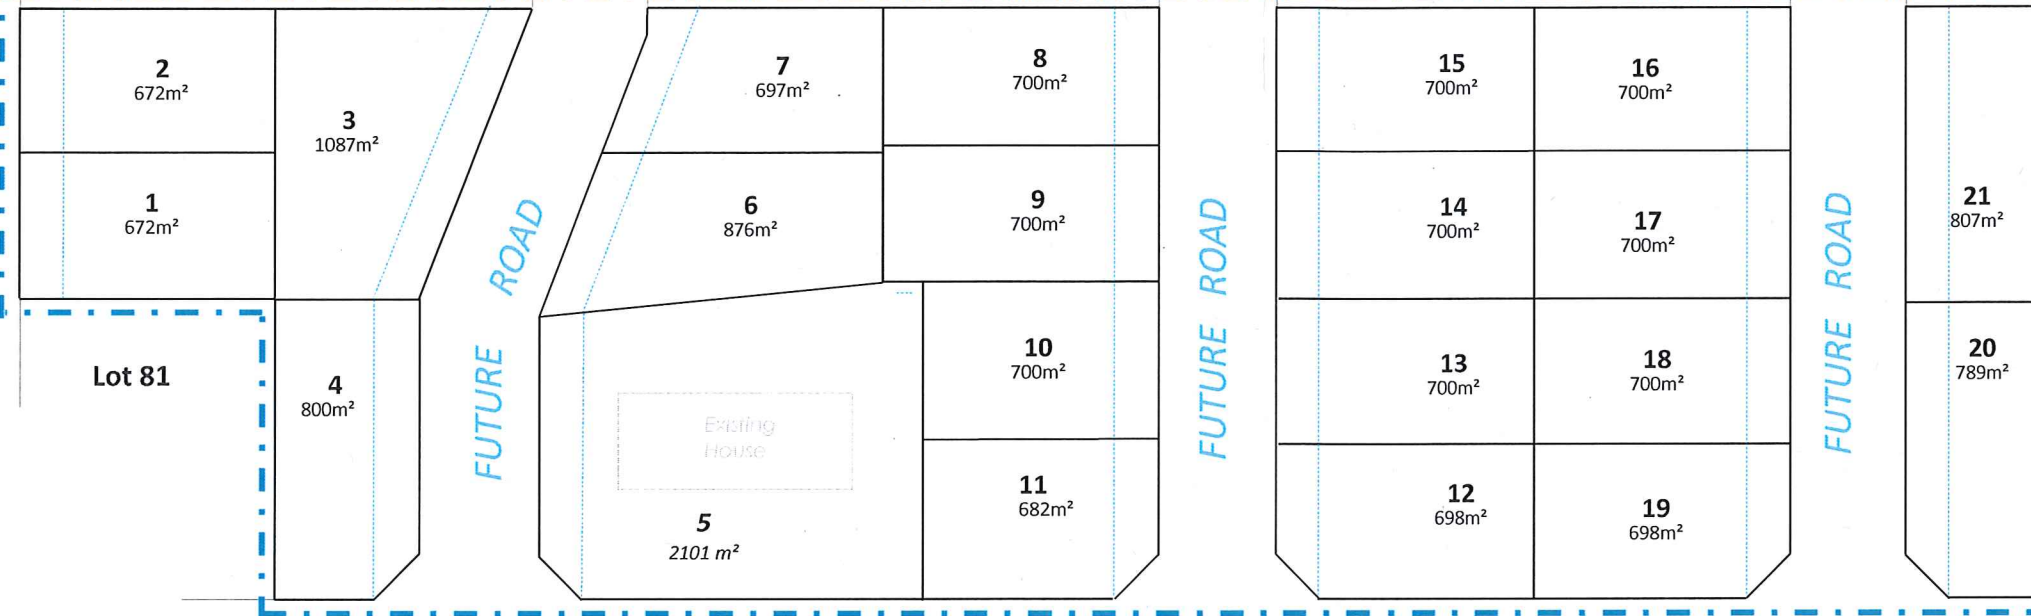 2
672m²
1
672m²
3
1087m²
Lot 81
4
800m²
FUTURE ROAD
7
697m²
6
876m²
Existing
House
5
2101 m²
8
700m²
9
700m²
10
700m²
11
682m²
FUTURE ROAD
15
700m²
14
700m²
13
700m²
12
698m²
16
700m²
17
700m²
18
700m²
19
698m²
FUTURE ROAD
21
807m²
20
789m²